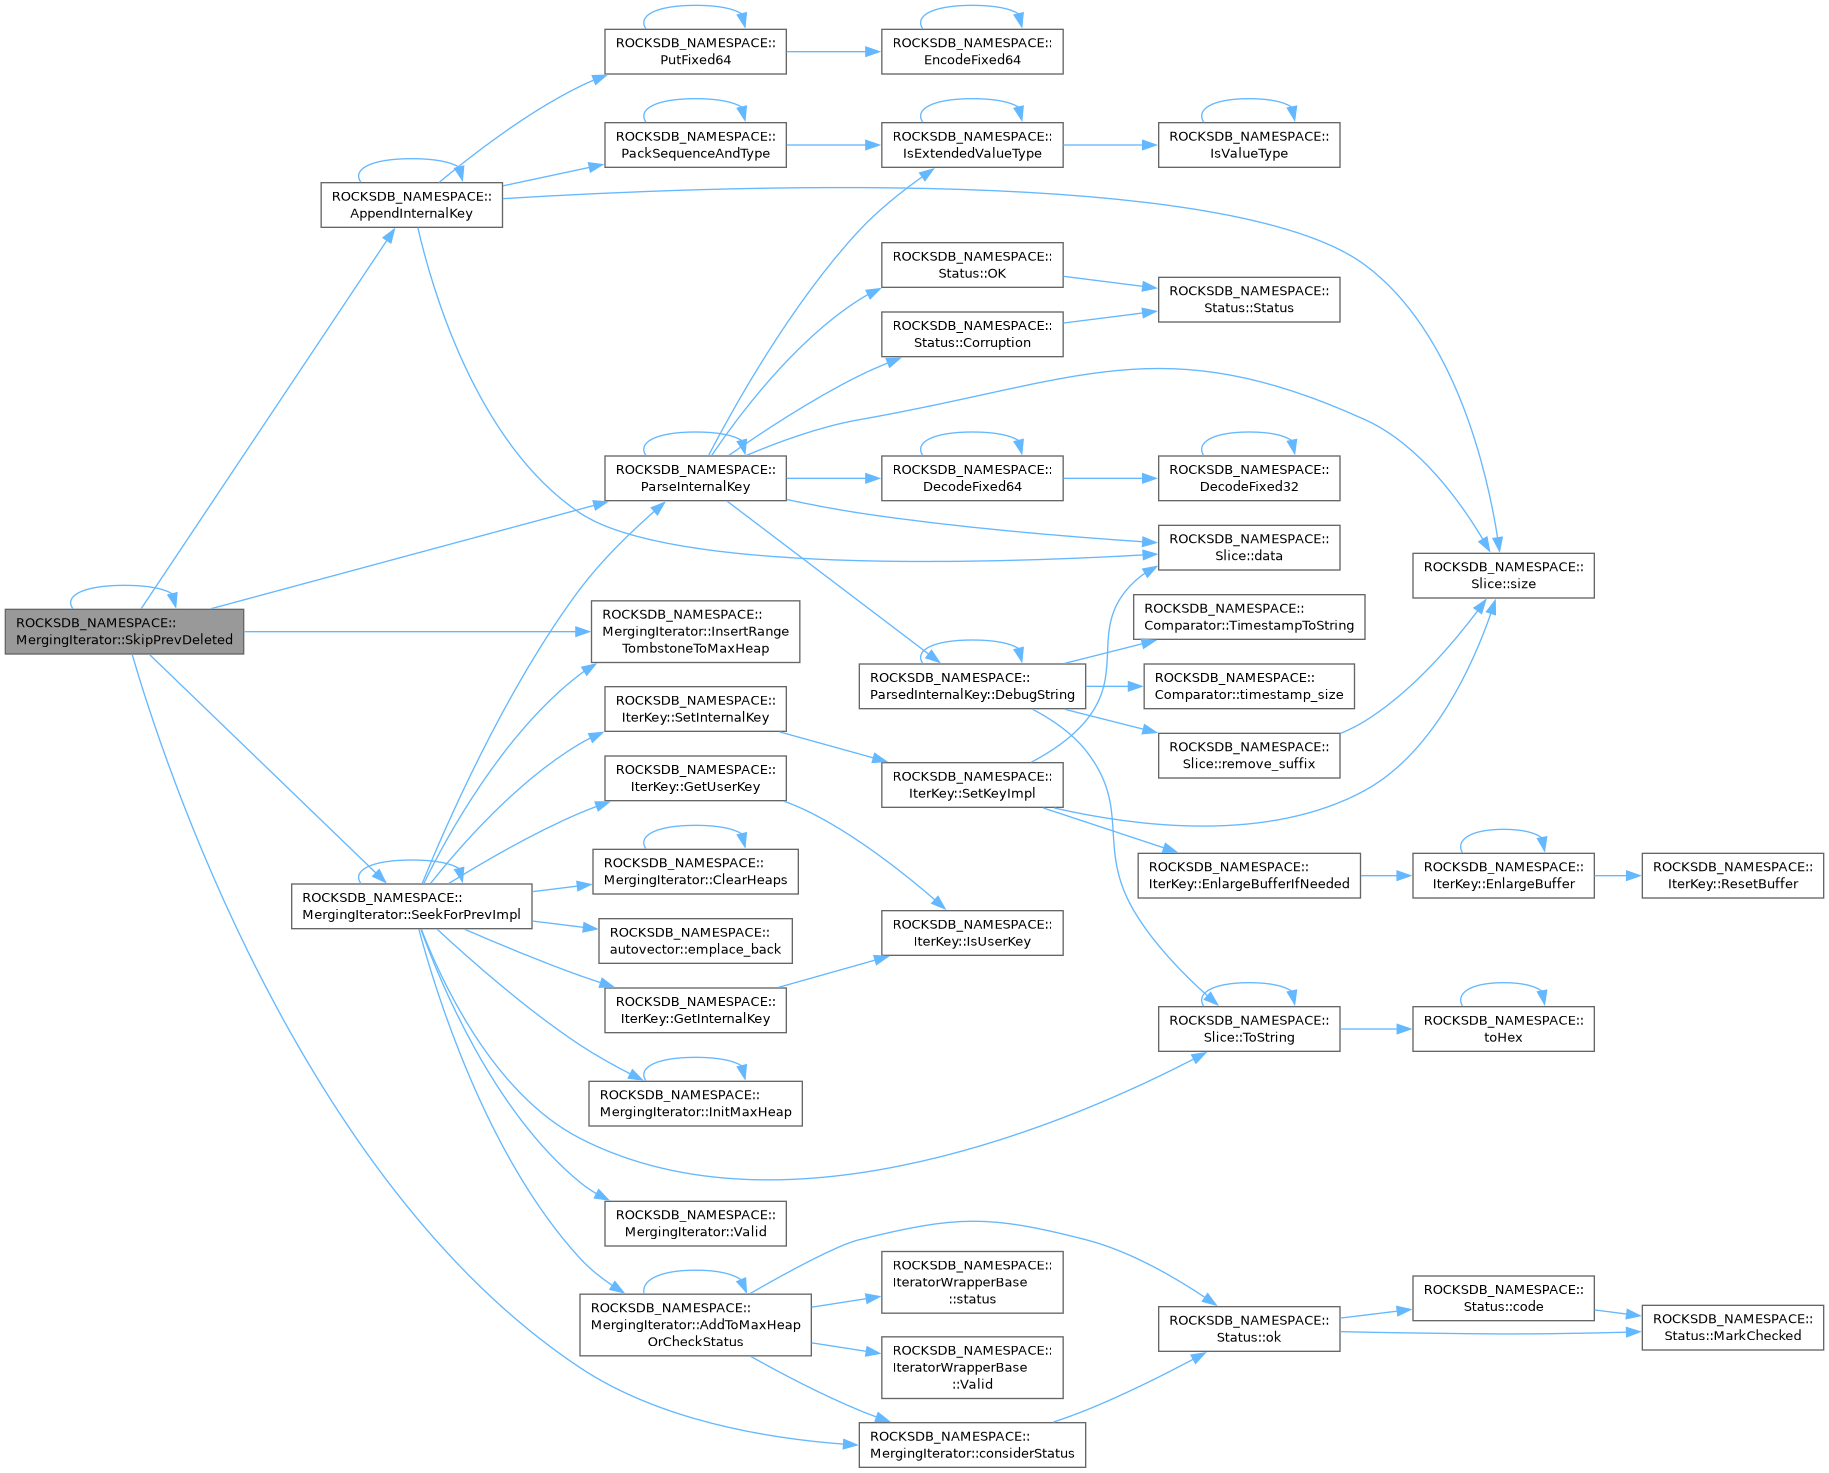 ROCKSDB_NAMESPACE::
PutFixed64
ROCKSDB_NAMESPACE::
EncodeFixed64
ROCKSDB_NAMESPACE::
PackSequenceAndType
ROCKSDB_NAMESPACE::
IsExtendedValueType
ROCKSDB_NAMESPACE::
IsValueType
ROCKSDB_NAMESPACE::
AppendInternalKey
ROCKSDB_NAMESPACE::
Status::OK
ROCKSDB_NAMESPACE::
Status::Status
ROCKSDB_NAMESPACE::
Status::Corruption
ROCKSDB_NAMESPACE::
ParseInternalKey
ROCKSDB_NAMESPACE::
DecodeFixed64
ROCKSDB_NAMESPACE::
DecodeFixed32
ROCKSDB_NAMESPACE::
Slice::data
ROCKSDB_NAMESPACE::
Slice::size
ROCKSDB_NAMESPACE::
MergingIterator::SkipPrevDeleted
ROCKSDB_NAMESPACE::
MergingIterator::InsertRange
TombstoneToMaxHeap
ROCKSDB_NAMESPACE::
Comparator::TimestampToString
ROCKSDB_NAMESPACE::
ParsedInternalKey::DebugString
ROCKSDB_NAMESPACE::
Comparator::timestamp_size
ROCKSDB_NAMESPACE::
IterKey::SetInternalKey
ROCKSDB_NAMESPACE::
Slice::remove_suffix
ROCKSDB_NAMESPACE::
IterKey::GetUserKey
ROCKSDB_NAMESPACE::
IterKey::SetKeyImpl
ROCKSDB_NAMESPACE::
MergingIterator::ClearHeaps
ROCKSDB_NAMESPACE::
IterKey::EnlargeBufferIfNeeded
ROCKSDB_NAMESPACE::
IterKey::EnlargeBuffer
ROCKSDB_NAMESPACE::
IterKey::ResetBuffer
ROCKSDB_NAMESPACE::
MergingIterator::SeekForPrevImpl
ROCKSDB_NAMESPACE::
autovector::emplace_back
ROCKSDB_NAMESPACE::
IterKey::IsUserKey
ROCKSDB_NAMESPACE::
IterKey::GetInternalKey
ROCKSDB_NAMESPACE::
Slice::ToString
ROCKSDB_NAMESPACE::
toHex
ROCKSDB_NAMESPACE::
MergingIterator::InitMaxHeap
ROCKSDB_NAMESPACE::
MergingIterator::Valid
ROCKSDB_NAMESPACE::
IteratorWrapperBase
::status
ROCKSDB_NAMESPACE::
MergingIterator::AddToMaxHeap
OrCheckStatus
ROCKSDB_NAMESPACE::
Status::code
ROCKSDB_NAMESPACE::
Status::ok
ROCKSDB_NAMESPACE::
Status::MarkChecked
ROCKSDB_NAMESPACE::
IteratorWrapperBase
::Valid
ROCKSDB_NAMESPACE::
MergingIterator::considerStatus